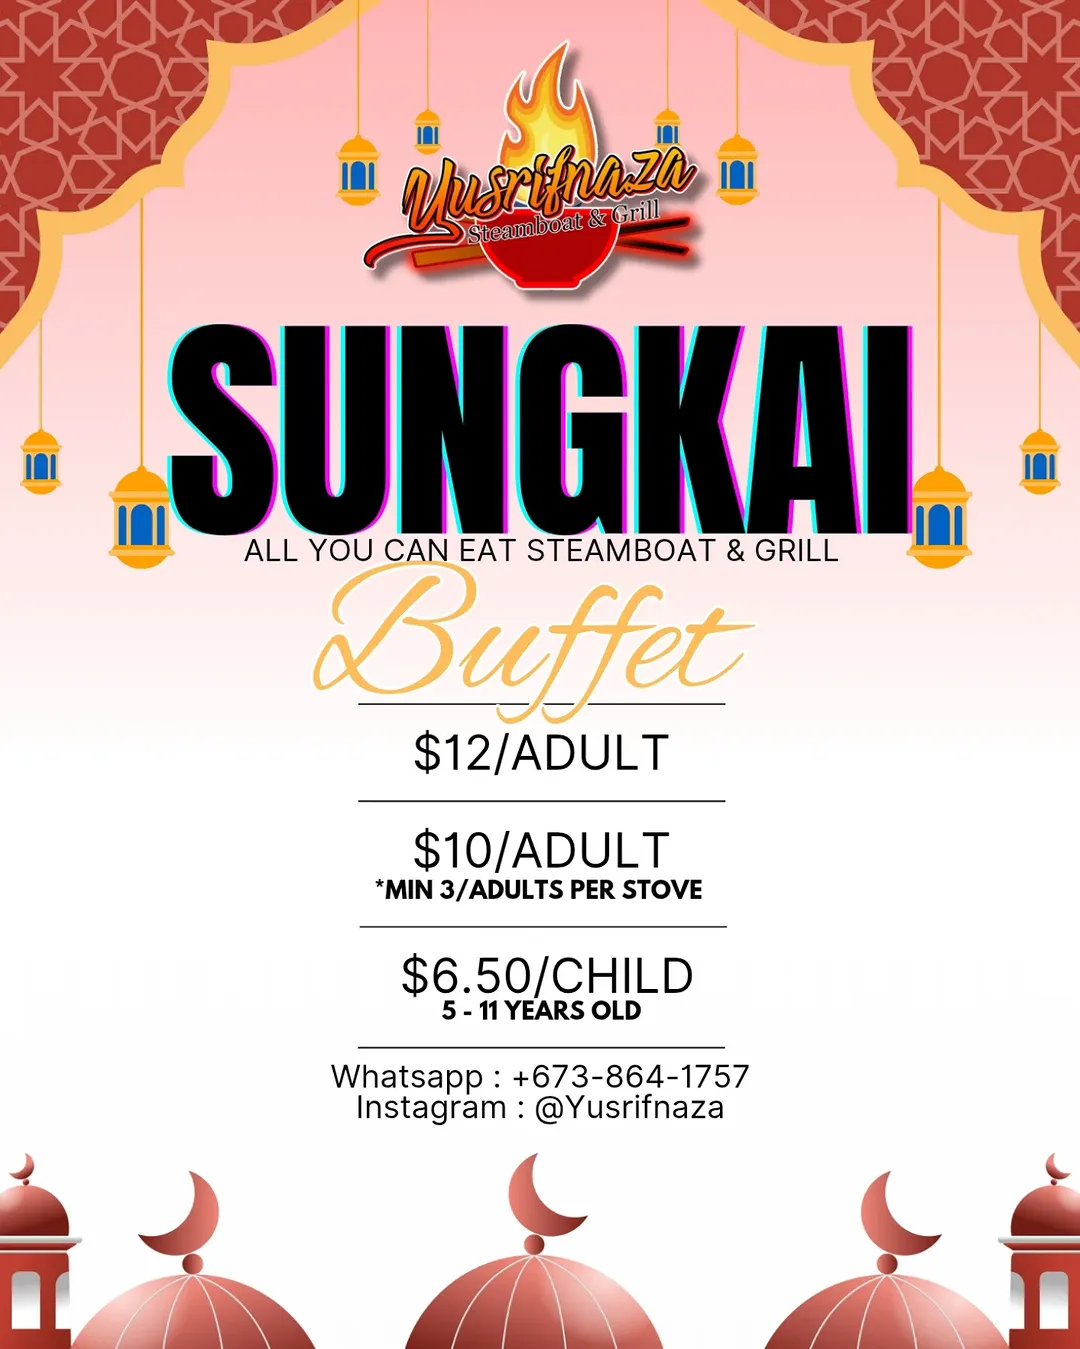 Yusrifnaza
Steamboat & Grill
SUNGKAI
ALL YOU CAN EAT STEAMBOAT & GRILL
Buffet
$12/ADULT
$10/ADULT
*MIN 3/ADULTS PER STOVE
$6.50/CHILD
5 - 11 YEARS OLD
Whatsapp : +673-864-1757
Instagram : @Yusrifnaza